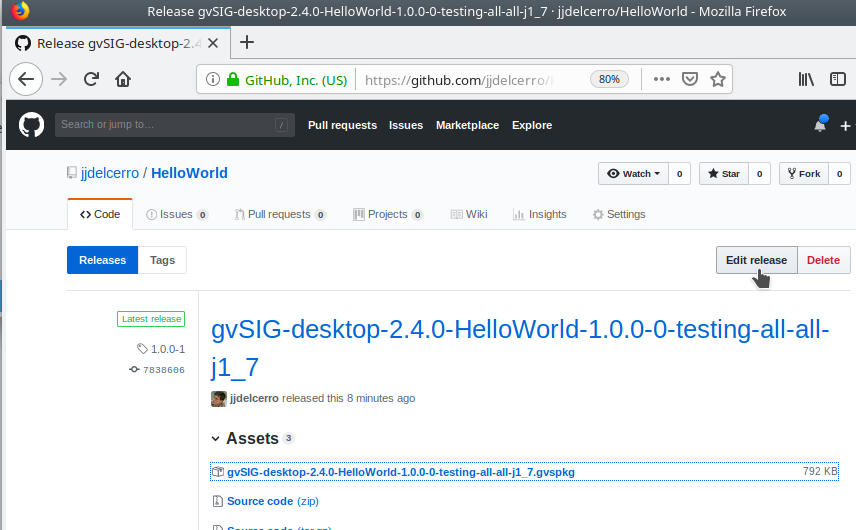 Release gvSIG-desktop-2.4.0-HelloWorld-1.0.0-0-testing-all-all-j1_7 · jjdelcerro/HelloWorld - Mozilla Firefox
Release gvSIG-desktop-2.4
GitHub, Inc. (US) https://github.com/jjdelcerro/ 80%
Search or jump to… / Pull requests Issues Marketplace Explore
jjdelcerro / HelloWorld Watch 0 Star 0 Fork 0
Code Issues 0 Pull requests 0 Projects 0 Wiki Insights Settings
Releases Tags Edit release Delete
Latest release
1.0.0-1
7838606
gvSIG-desktop-2.4.0-HelloWorld-1.0.0-0-testing-all-all-
j1_7
jjdelcerro released this 8 minutes ago
Assets 3
gvSIG-desktop-2.4.0-HelloWorld-1.0.0-0-testing-all-all-j1_7.gvspkg 792 KB
Source code (zip)
Source code (tar.gz)